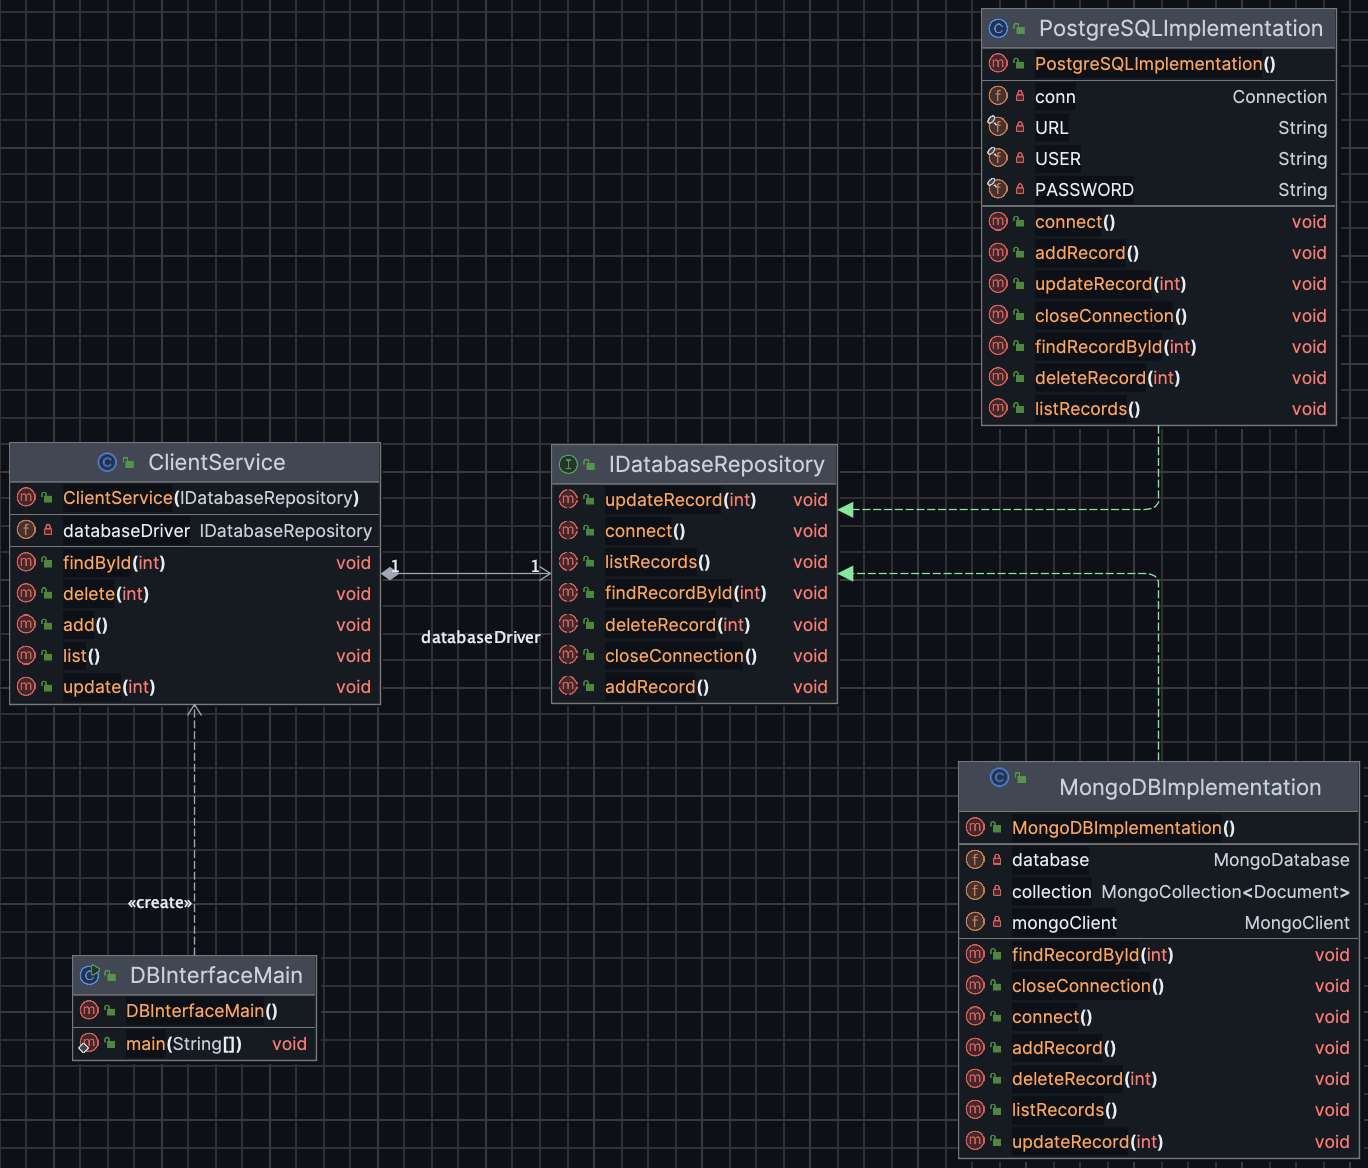 PostgreSQLImplementation
PostgreSQLImplementation()
conn Connection
URL String
USER String
PASSWORD String
connect() void
addRecord() void
updateRecord(int) void
closeConnection() void
findRecordById(int) void
deleteRecord(int) void
listRecords() void
ClientService
ClientService(IDatabaseRepository)
databaseDriver IDatabaseRepository
findById(int) void
delete(int) void
add() void
list() void
update(int) void
1 1
databaseDriver
IDatabaseRepository
updateRecord(int) void
connect() void
listRecords() void
findRecordById(int) void
deleteRecord(int) void
closeConnection() void
addRecord() void
«create»
DBInterfaceMain
DBInterfaceMain()
main(String[]) void
MongoDBImplementation
MongoDBImplementation()
database MongoDatabase
collection MongoCollection<Document>
mongoClient MongoClient
findRecordById(int) void
closeConnection() void
connect() void
addRecord() void
deleteRecord(int) void
listRecords() void
updateRecord(int) void